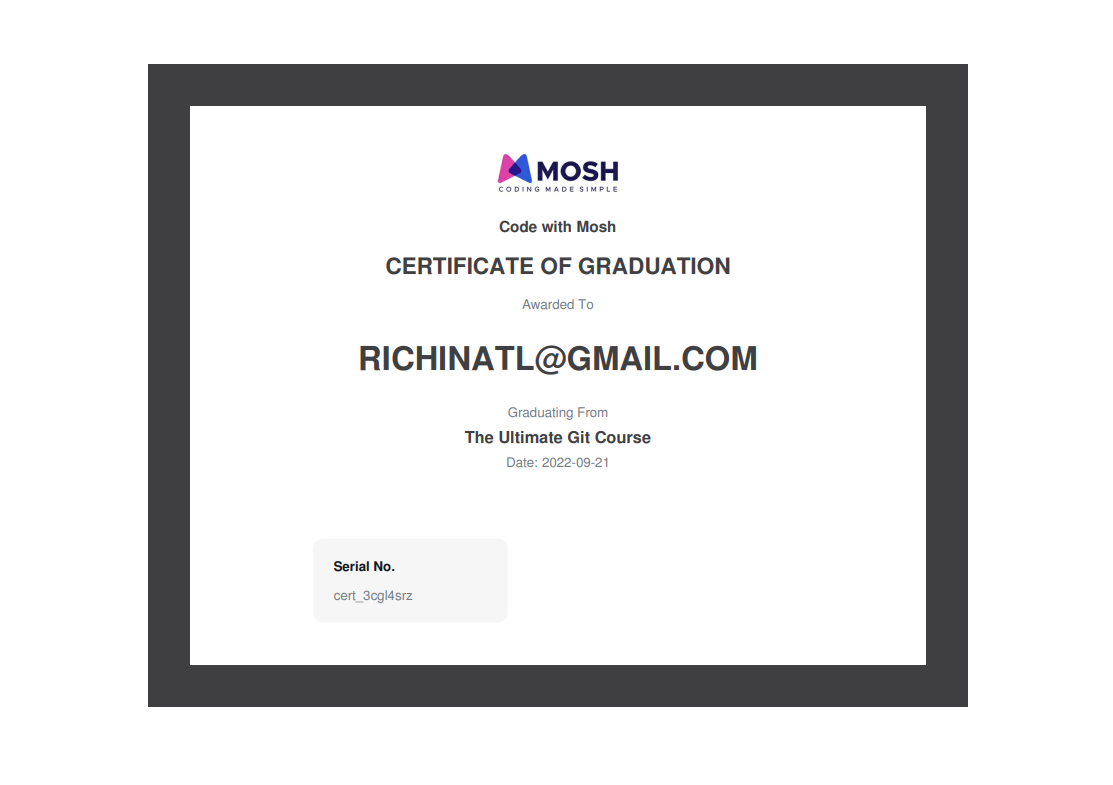 MOSH
CODING MADE SIMPLE
Code with Mosh
CERTIFICATE OF GRADUATION
Awarded To
RICHINATL@GMAIL.COM
Graduating From
The Ultimate Git Course
Date: 2022-09-21
Serial No.
cert_3cgl4srz